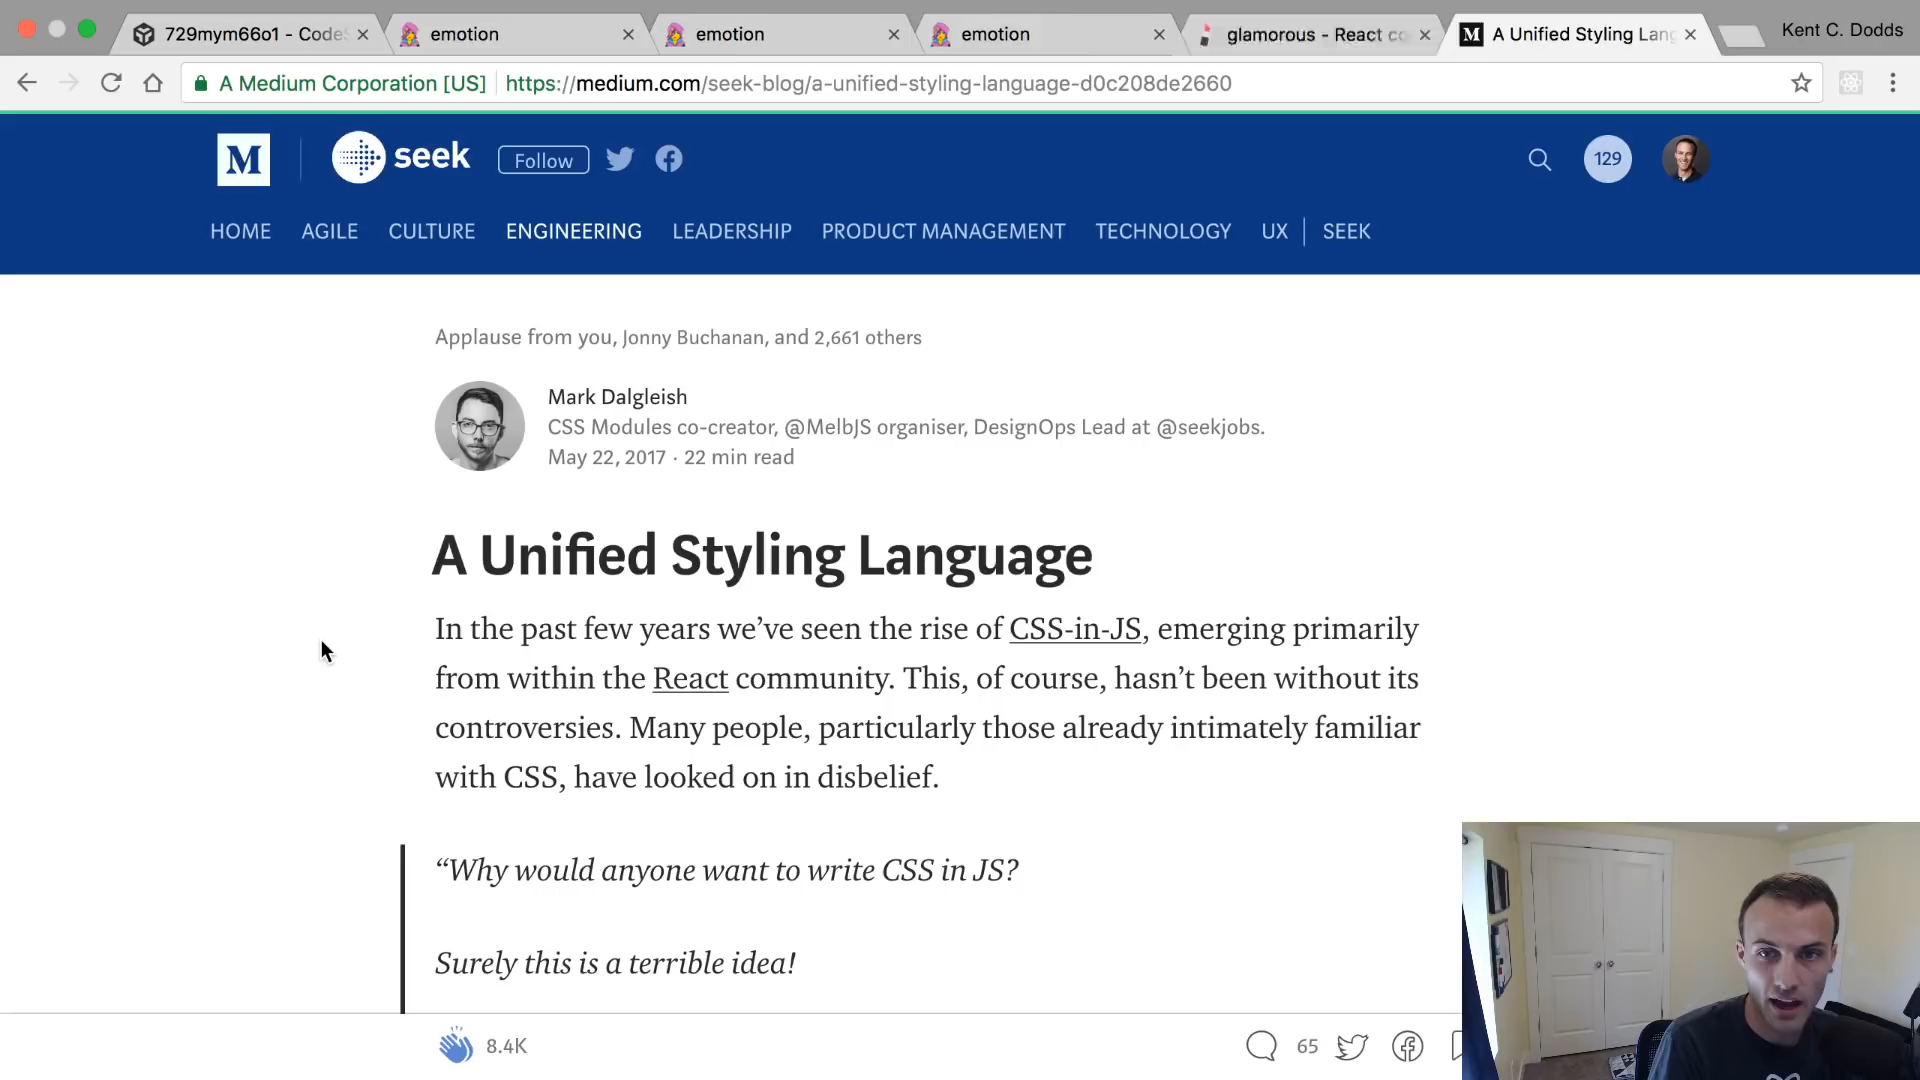 729mym66o1 - CodeS
emotion
emotion
emotion
glamorous - React co
A Unified Styling Lang
Kent C. Dodds
A Medium Corporation [US]
https://medium.com/seek-blog/a-unified-styling-language-d0c208de2660
M
seek
Follow
129
HOME
AGILE
CULTURE
ENGINEERING
LEADERSHIP
PRODUCT MANAGEMENT
TECHNOLOGY
UX
SEEK
Applause from you, Jonny Buchanan, and 2,661 others
Mark Dalgleish
CSS Modules co-creator, @MelbJS organiser, DesignOps Lead at @seekjobs.
May 22, 2017 · 22 min read
A Unified Styling Language
In the past few years we’ve seen the rise of CSS-in-JS, emerging primarily
from within the React community. This, of course, hasn’t been without its
controversies. Many people, particularly those already intimately familiar
with CSS, have looked on in disbelief.
“Why would anyone want to write CSS in JS?
Surely this is a terrible idea!
8.4K
65